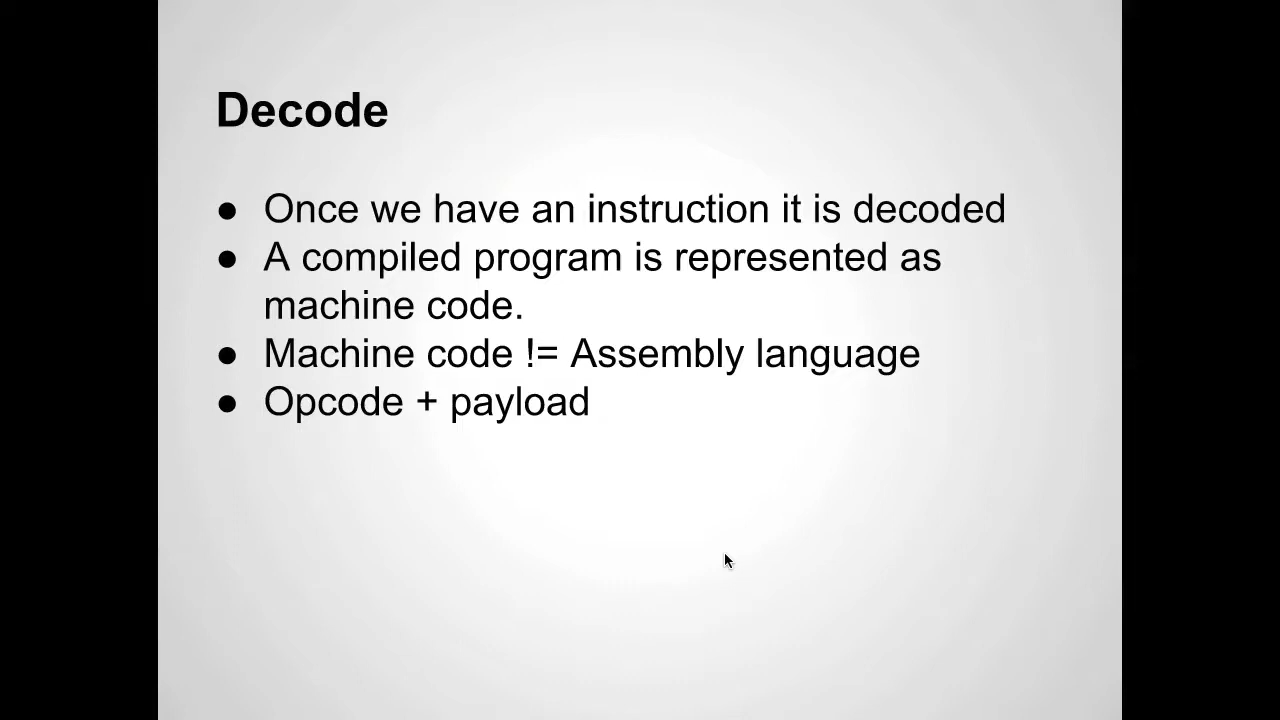 Decode
● Once we have an instruction it is decoded
● A compiled program is represented as
machine code.
● Machine code != Assembly language
● Opcode + payload